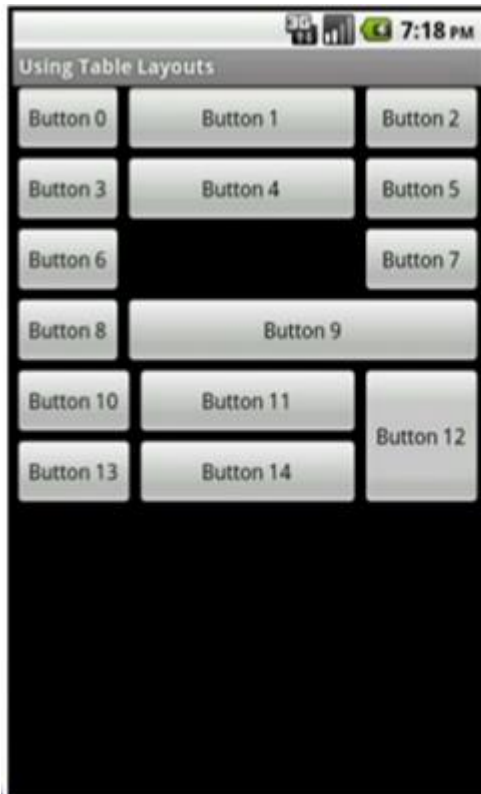 3G
7:18 PM
Using Table Layouts
Button 0
Button 1
Button 2
Button 3
Button 4
Button 5
Button 6
Button 7
Button 8
Button 9
Button 10
Button 11
Button 12
Button 13
Button 14